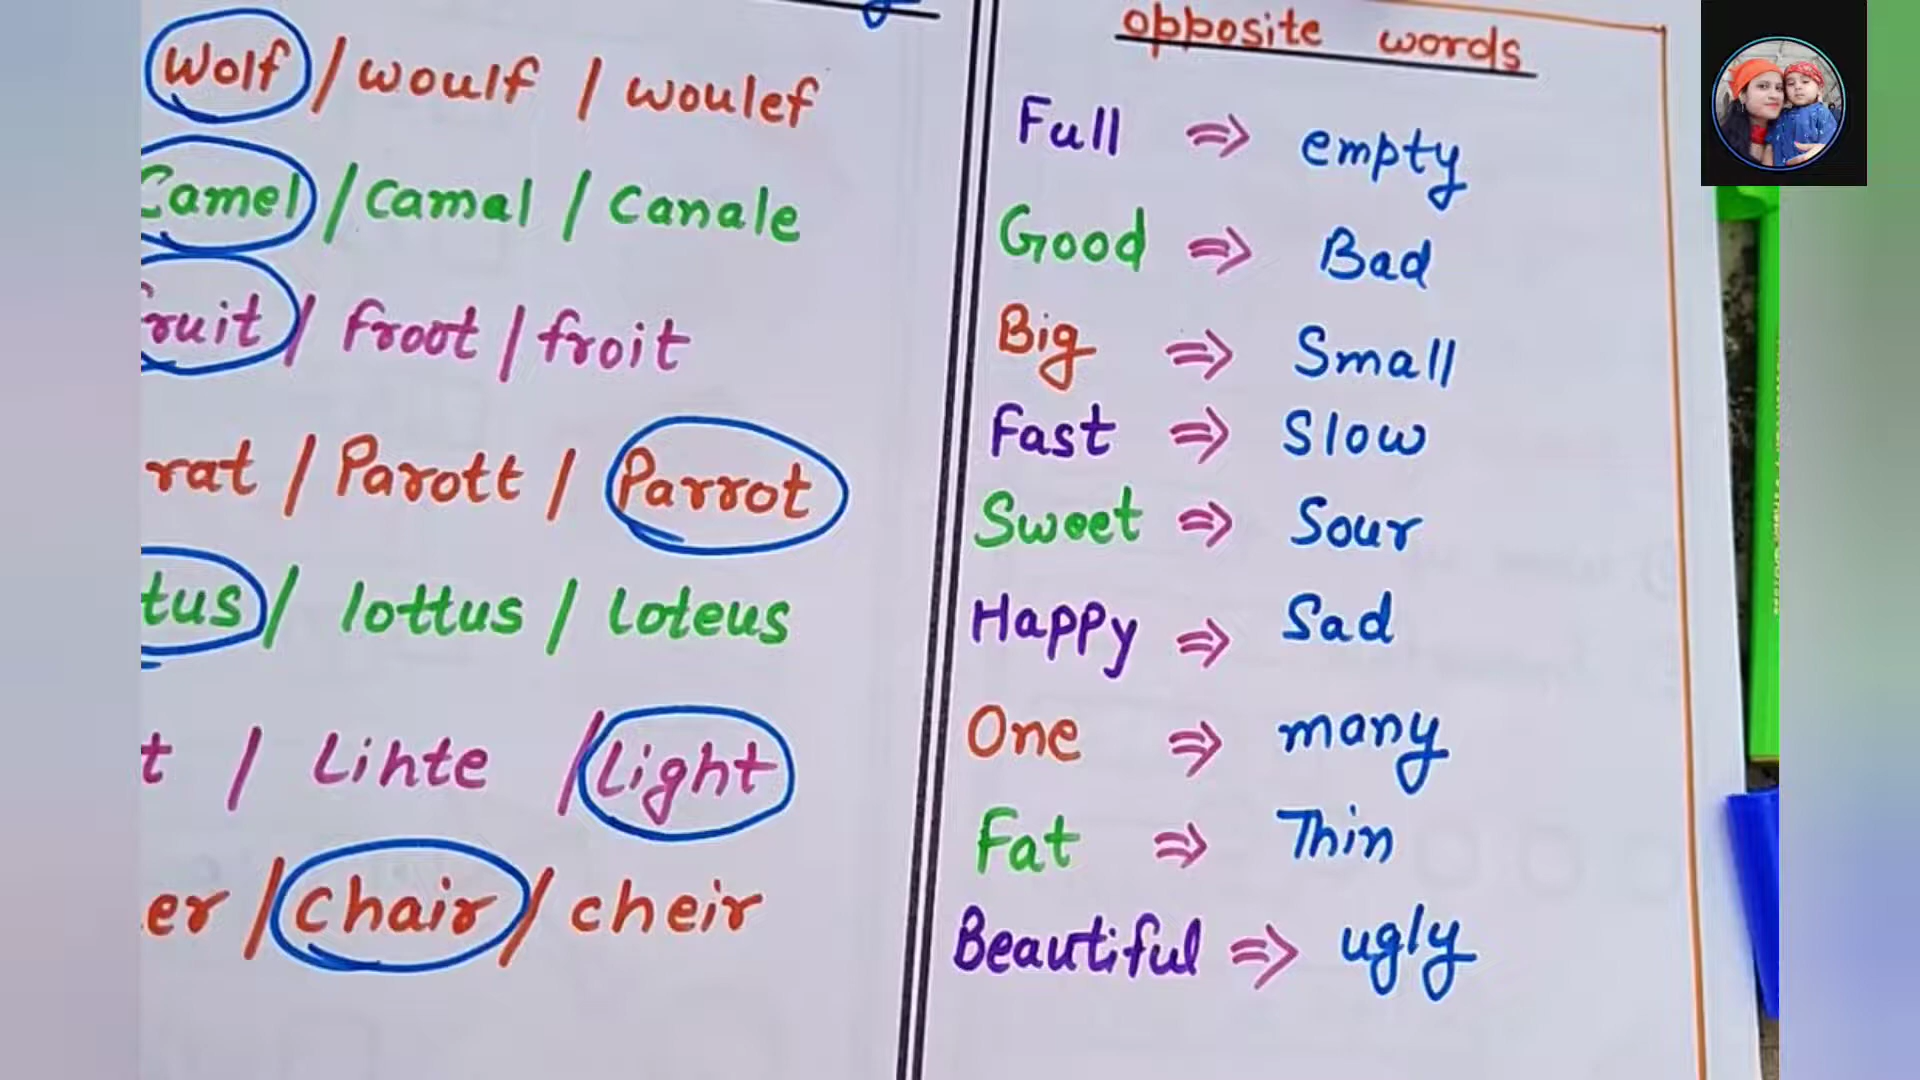 Wolf / woulf / woulef
Camel / Camal / Canale
fruit / froot / froit
rat / Parott / Parrot
tus / lottus / loteus
t / Lihte / Light
er / chair / cheir
opposite words
Full ⇒ empty
Good ⇒ Bad
Big ⇒ Small
Fast ⇒ Slow
Sweet ⇒ Sour
Happy ⇒ Sad
One ⇒ many
Fat ⇒ Thin
Beautiful ⇒ ugly